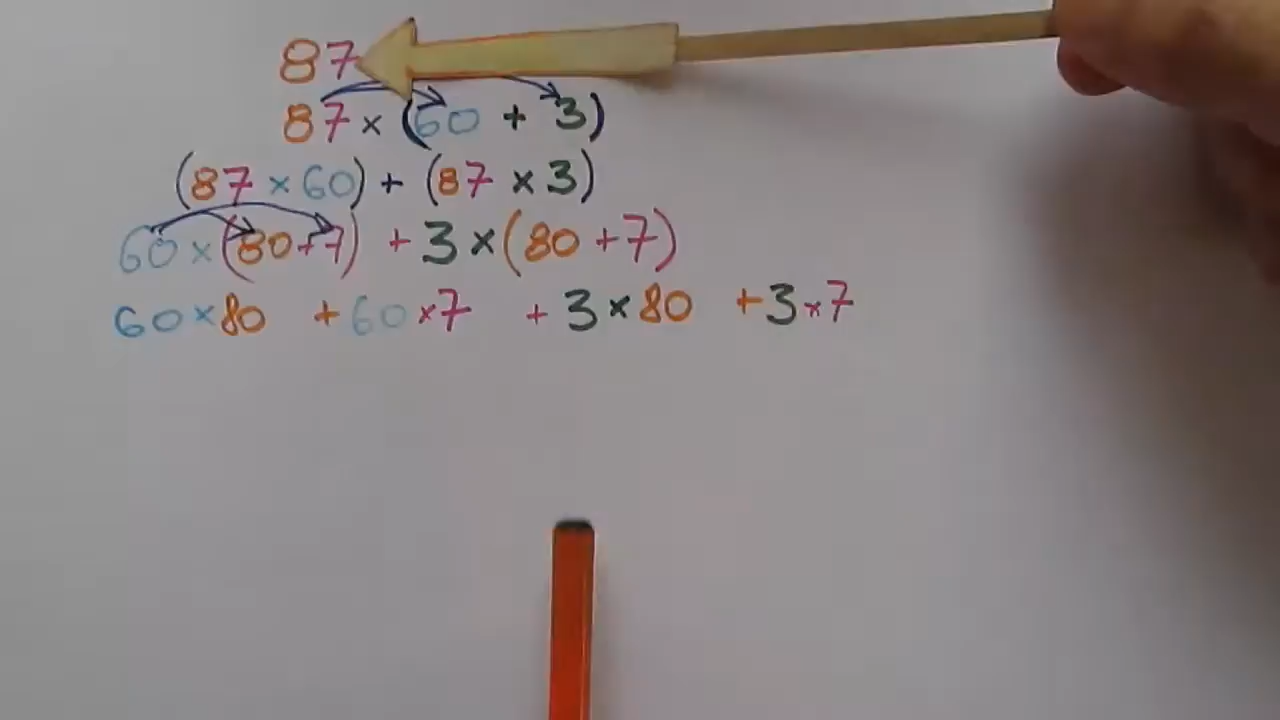 87
87 × (60 + 3)
(87 × 60) + (87 × 3)
60 × (80+7) + 3 × (80 +7)
60 × 80 + 60 × 7 + 3 × 80 + 3 × 7